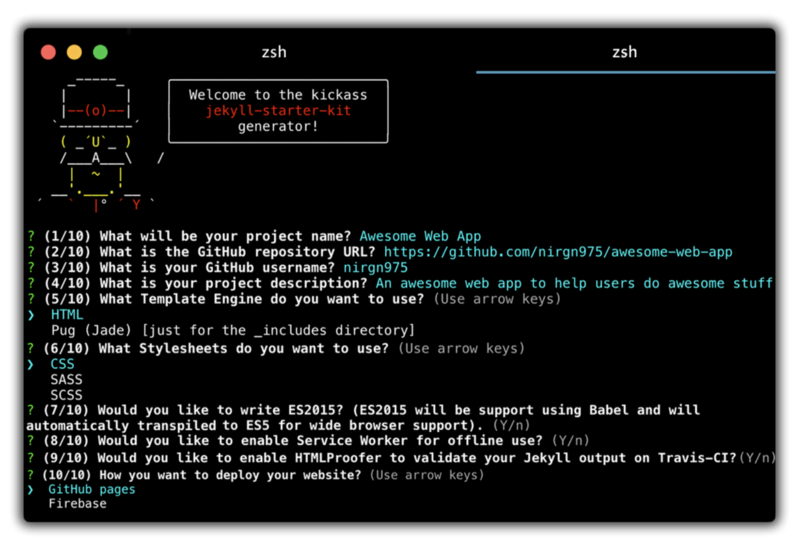 zsh
zsh
Welcome to the kickass
jekyll-starter-kit
generator!
? (1/10) What will be your project name? Awesome Web App
? (2/10) What is the GitHub repository URL? https://github.com/nirgn975/awesome-web-app
? (3/10) What is your GitHub username? nirgn975
? (4/10) What is your project description? An awesome web app to help users do awesome stuff
? (5/10) What Template Engine do you want to use? (Use arrow keys)
❯ HTML
Pug (Jade) [just for the _includes directory]
? (6/10) What Stylesheets do you want to use? (Use arrow keys)
❯ CSS
SASS
SCSS
? (7/10) Would you like to write ES2015? (ES2015 will be support using Babel and will
automatically transpiled to ES5 for wide browser support). (Y/n)
? (8/10) Would you like to enable Service Worker for offline use? (Y/n)
? (9/10) Would you like to enable HTMLProofer to validate your Jekyll output on Travis-CI?(Y/n)
? (10/10) How you want to deploy your website? (Use arrow keys)
❯ GitHub pages
Firebase